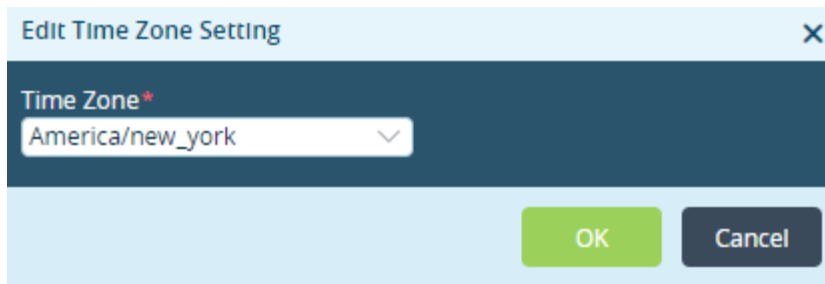 Edit Time Zone Setting
Time Zone*
America/new_york
OK Cancel